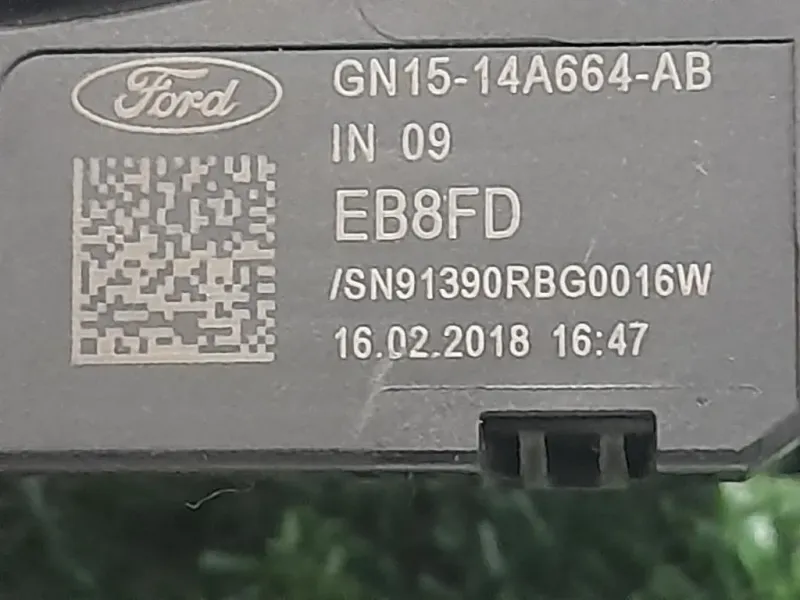 Ford
GN15-14A664-AB
IN 09
EB8FD
/SN91390RBG0016W
16.02.2018 16:47